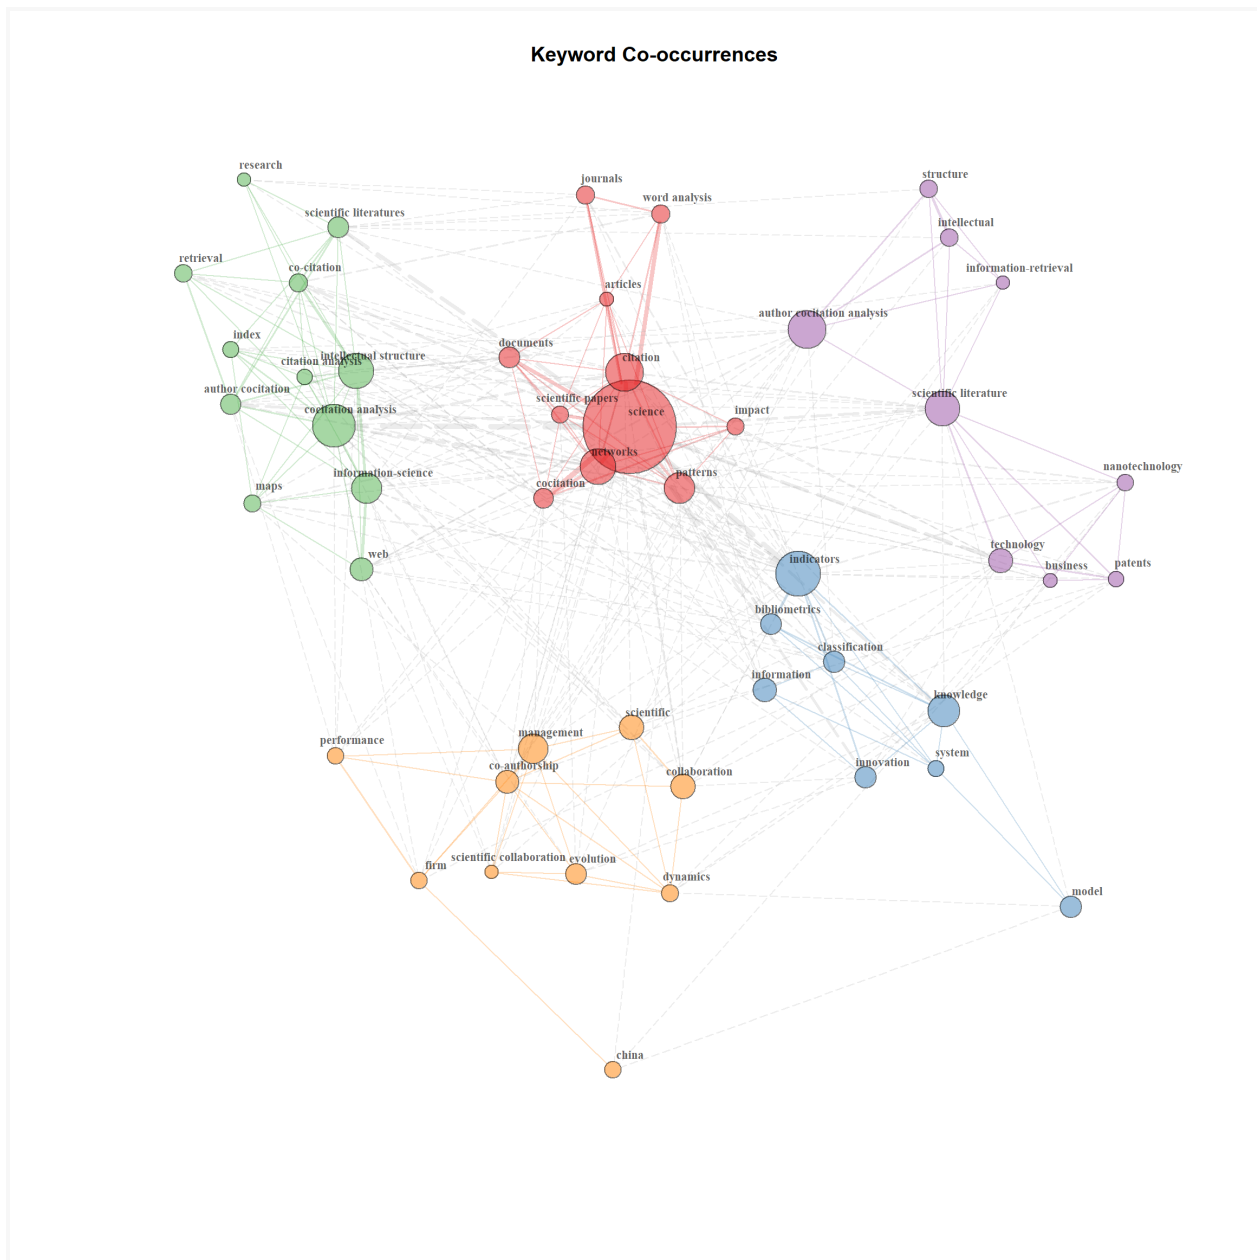 Keyword Co-occurrences
research
journals
structure
word analysis
scientific literatures
intellectual
retrieval
co-citation
information-retrieval
articles
author cocitation analysis
index
documents
citation analysis
intellectual structure
citation
author cocitation
scientific literature
scientific papers
cocitation analysis
science
impact
networks
nanotechnology
information-science
patterns
maps
cocitation
web
technology
indicators
business
patents
bibliometrics
classification
information
knowledge
scientific
management
performance
system
co-authorship
innovation
collaboration
scientific collaboration
evolution
firm
dynamics
model
china